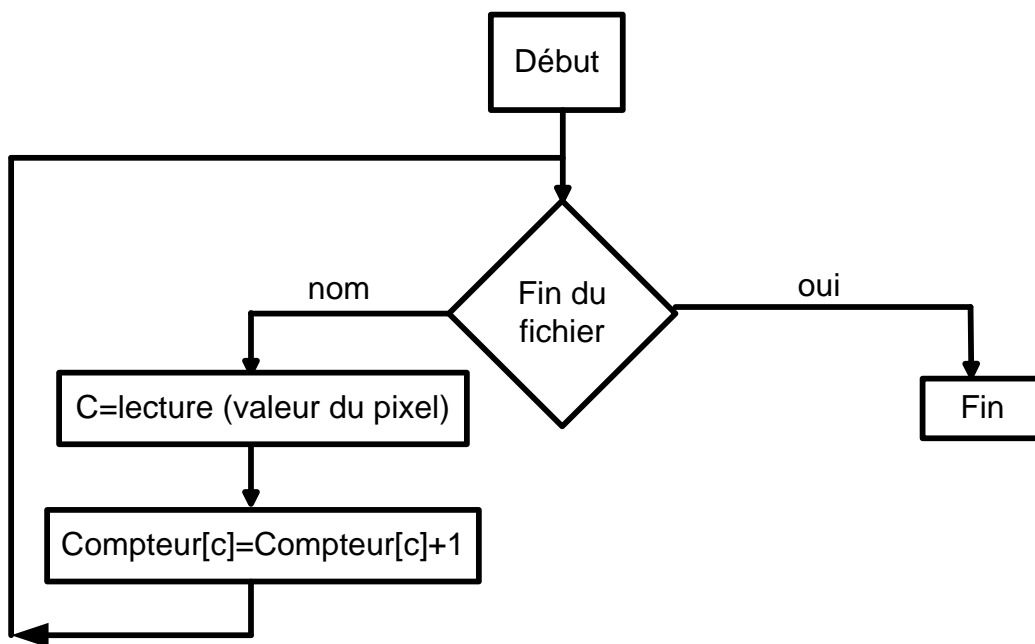 Début
nom
Fin du
fichier
oui
C=lecture (valeur du pixel)
Fin
Compteur[c]=Compteur[c]+1